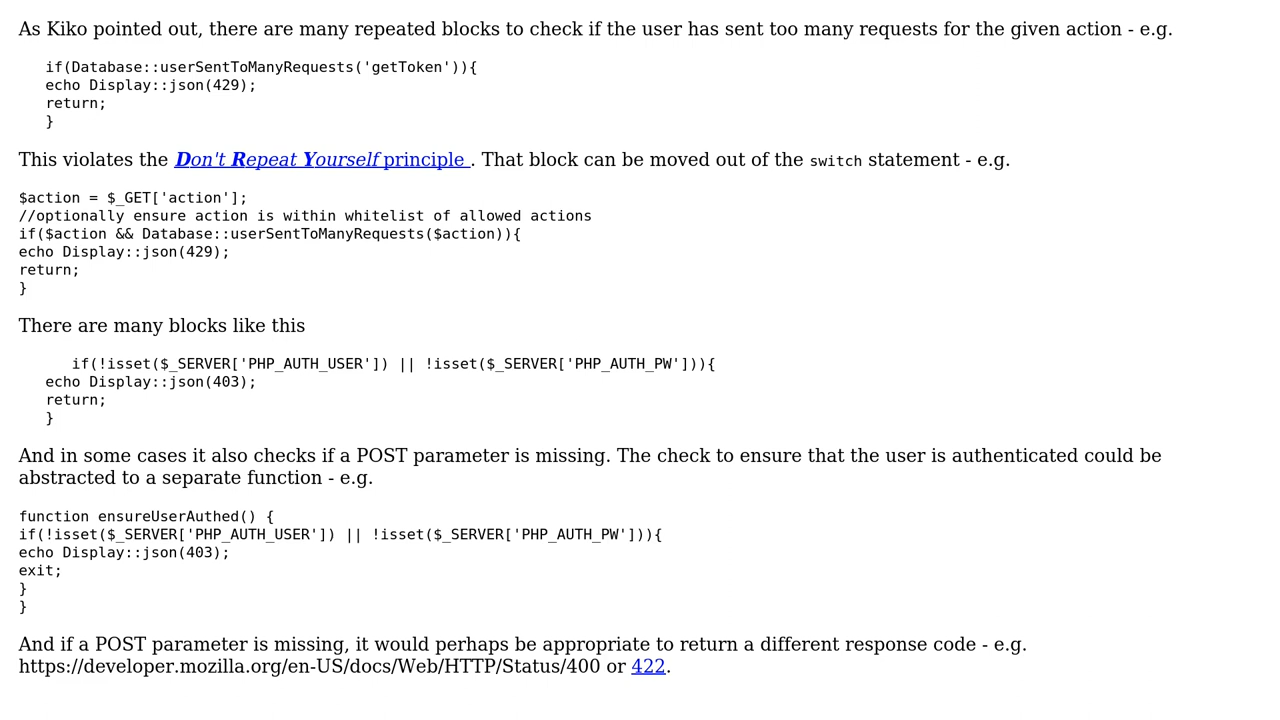 As Kiko pointed out, there are many repeated blocks to check if the user has sent too many requests for the given action - e.g.
if(Database::userSentToManyRequests('getToken')){
echo Display::json(429);
return;
}
This violates the Don't Repeat Yourself principle . That block can be moved out of the switch statement - e.g.
$action = $_GET['action'];
//optionally ensure action is within whitelist of allowed actions
if($action && Database::userSentToManyRequests($action)){
echo Display::json(429);
return;
}
There are many blocks like this
if(!isset($_SERVER['PHP_AUTH_USER']) || !isset($_SERVER['PHP_AUTH_PW'])){
echo Display::json(403);
return;
}
And in some cases it also checks if a POST parameter is missing. The check to ensure that the user is authenticated could be
abstracted to a separate function - e.g.
function ensureUserAuthed() {
if(!isset($_SERVER['PHP_AUTH_USER']) || !isset($_SERVER['PHP_AUTH_PW'])){
echo Display::json(403);
exit;
}
}
And if a POST parameter is missing, it would perhaps be appropriate to return a different response code - e.g.
https://developer.mozilla.org/en-US/docs/Web/HTTP/Status/400 or 422.